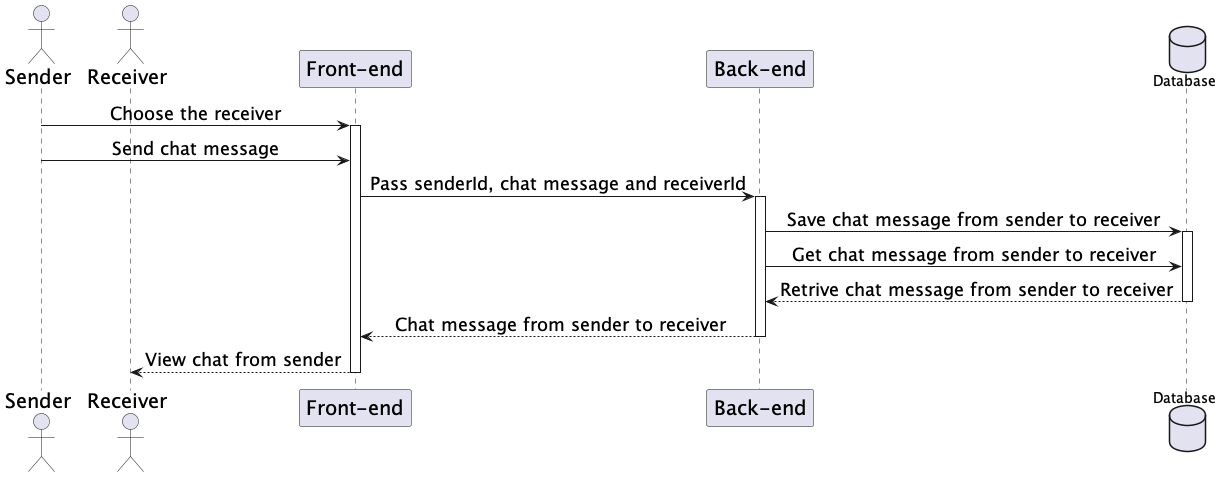 Sender
Receiver
Front-end
Back-end
Database
Choose the receiver
Send chat message
Pass senderId, chat message and receiverId
Save chat message from sender to receiver
Get chat message from sender to receiver
Retrive chat message from sender to receiver
Chat message from sender to receiver
View chat from sender
Sender
Receiver
Front-end
Back-end
Database